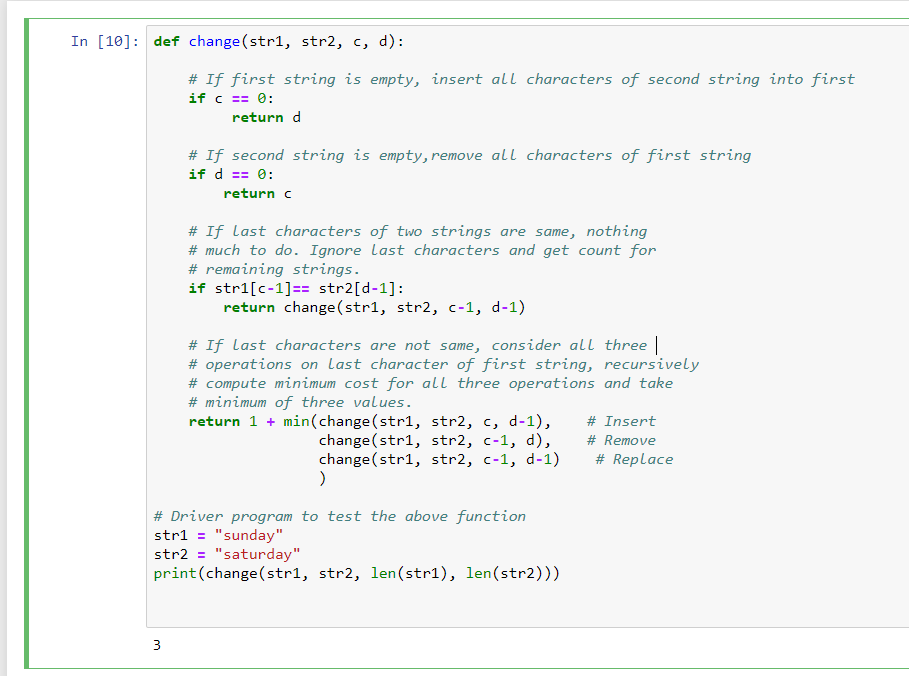 In [10]: def change(str1, str2, c, d):
# If first string is empty, insert all characters of second string into first
if c == 0:
return d
# If second string is empty,remove all characters of first string
if d == 0:
return c
# If last characters of two strings are same, nothing
# much to do. Ignore last characters and get count for
# remaining strings.
if str1[c-1]== str2[d-1]:
return change(str1, str2, c-1, d-1)
# If last characters are not same, consider all three
# operations on last character of first string, recursively
# compute minimum cost for all three operations and take
# minimum of three values.
return 1 + min(change(str1, str2, c, d-1), # Insert
change(str1, str2, c-1, d), # Remove
change(str1, str2, c-1, d-1) # Replace
)
# Driver program to test the above function
str1 = "sunday"
str2 = "saturday"
print(change(str1, str2, len(str1), len(str2)))
3